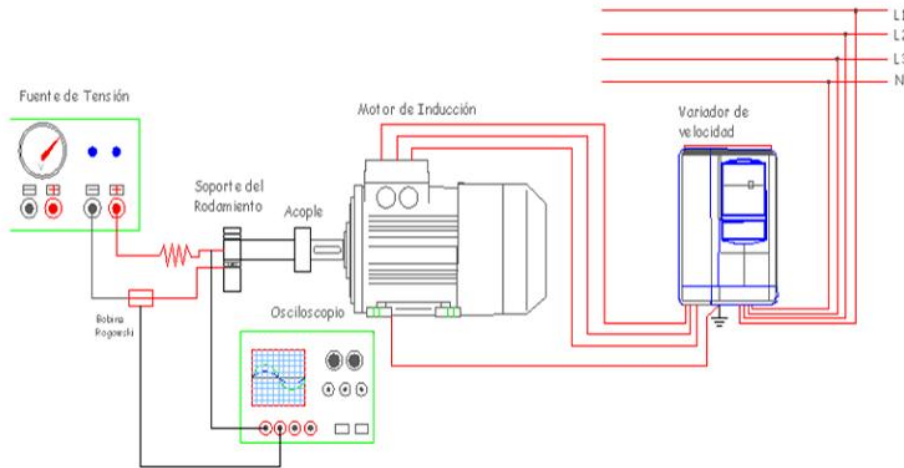 L1
L2
L3
N
Fuente de Tensión
Motor de Inducción
Variador de
velocidad
Soporte del
Rodamiento
Acople
Osciloscopio
Bobina
Rogowski